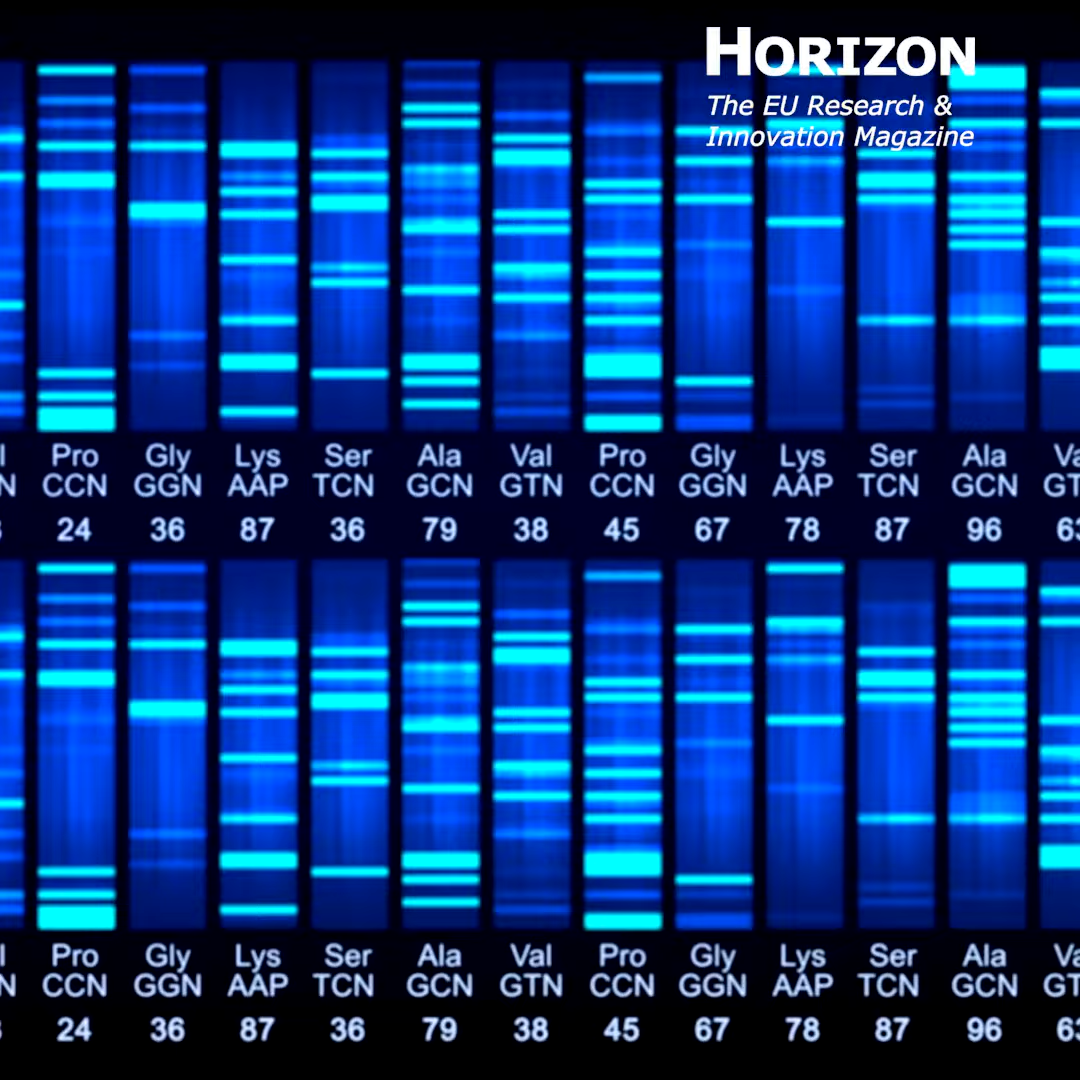 HORIZON
The EU Research &
Innovation Magazine
Pro Gly Lys Ser Ala Val Pro Gly Lys Ser Ala
CCN GGN AAP TCN GCN GTN CCN GGN AAP TCN GCN
24 36 87 36 79 38 45 67 78 87 96
Pro Gly Lys Ser Ala Val Pro Gly Lys Ser Ala
CCN GGN AAP TCN GCN GTN CCN GGN AAP TCN GCN
24 36 87 36 79 38 45 67 78 87 96